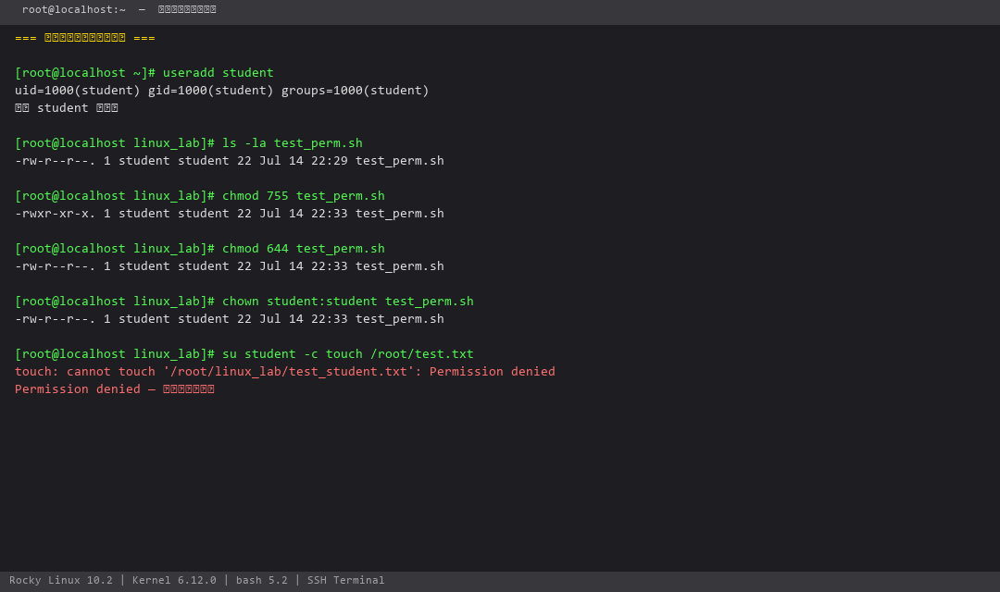 root@localhost:~ —
=== ===
[root@localhost ~]# useradd student
uid=1000(student) gid=1000(student) groups=1000(student)
student
[root@localhost linux_lab]# ls -la test_perm.sh
-rw-r--r--. 1 student student 22 Jul 14 22:29 test_perm.sh
[root@localhost linux_lab]# chmod 755 test_perm.sh
-rwxr-xr-x. 1 student student 22 Jul 14 22:33 test_perm.sh
[root@localhost linux_lab]# chmod 644 test_perm.sh
-rw-r--r--. 1 student student 22 Jul 14 22:33 test_perm.sh
[root@localhost linux_lab]# chown student:student test_perm.sh
-rw-r--r--. 1 student student 22 Jul 14 22:33 test_perm.sh
[root@localhost linux_lab]# su student -c touch /root/test.txt
touch: cannot touch '/root/linux_lab/test_student.txt': Permission denied
Permission denied —
Rocky Linux 10.2 | Kernel 6.12.0 | bash 5.2 | SSH Terminal